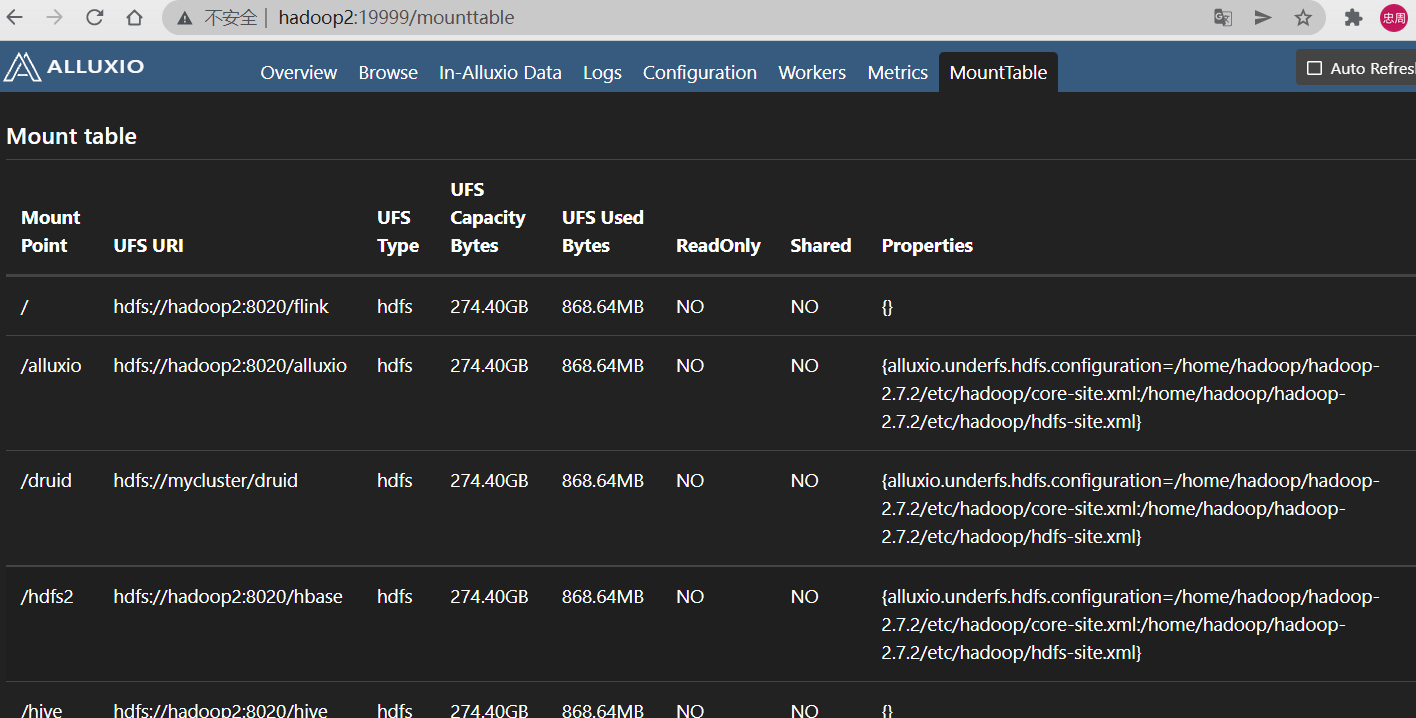 不安全 | hadoop2:19999/mounttable
忠周
ALLUXIO
Overview Browse In-Alluxio Data Logs Configuration Workers Metrics MountTable
Auto Refresh
Mount table
Mount Point UFS URI UFS Type UFS Capacity Bytes UFS Used Bytes ReadOnly Shared Properties
/ hdfs://hadoop2:8020/flink hdfs 274.40GB 868.64MB NO NO {}
/alluxio hdfs://hadoop2:8020/alluxio hdfs 274.40GB 868.64MB NO NO {alluxio.underfs.hdfs.configuration=/home/hadoop/hadoop-
2.7.2/etc/hadoop/core-site.xml:/home/hadoop/hadoop-
2.7.2/etc/hadoop/hdfs-site.xml}
/druid hdfs://mycluster/druid hdfs 274.40GB 868.64MB NO NO {alluxio.underfs.hdfs.configuration=/home/hadoop/hadoop-
2.7.2/etc/hadoop/core-site.xml:/home/hadoop/hadoop-
2.7.2/etc/hadoop/hdfs-site.xml}
/hdfs2 hdfs://hadoop2:8020/hbase hdfs 274.40GB 868.64MB NO NO {alluxio.underfs.hdfs.configuration=/home/hadoop/hadoop-
2.7.2/etc/hadoop/core-site.xml:/home/hadoop/hadoop-
2.7.2/etc/hadoop/hdfs-site.xml}
/hive hdfs://hadoop2:8020/hive hdfs 274.40GB 868.64MB NO NO {}